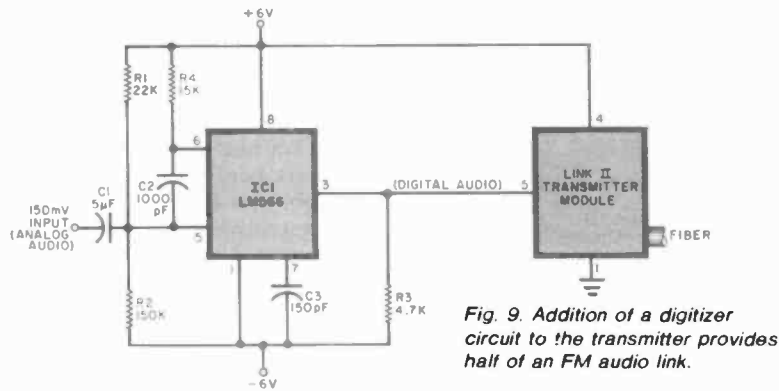 +6V
R1
22K
R4
15K
8
6
4
C2
1000
pF
IC1
LM566
3
(DIGITAL AUDIO)
5
LINK II
TRANSMITTER
MODULE
FIBER
C1
5µF
150mV
INPUT
(ANALOG
AUDIO)
5
1
7
1
R2
150K
C3
150pF
R3
4.7K
-6V
Fig. 9. Addition of a digitizer
circuit to the transmitter provides
half of an FM audio link.